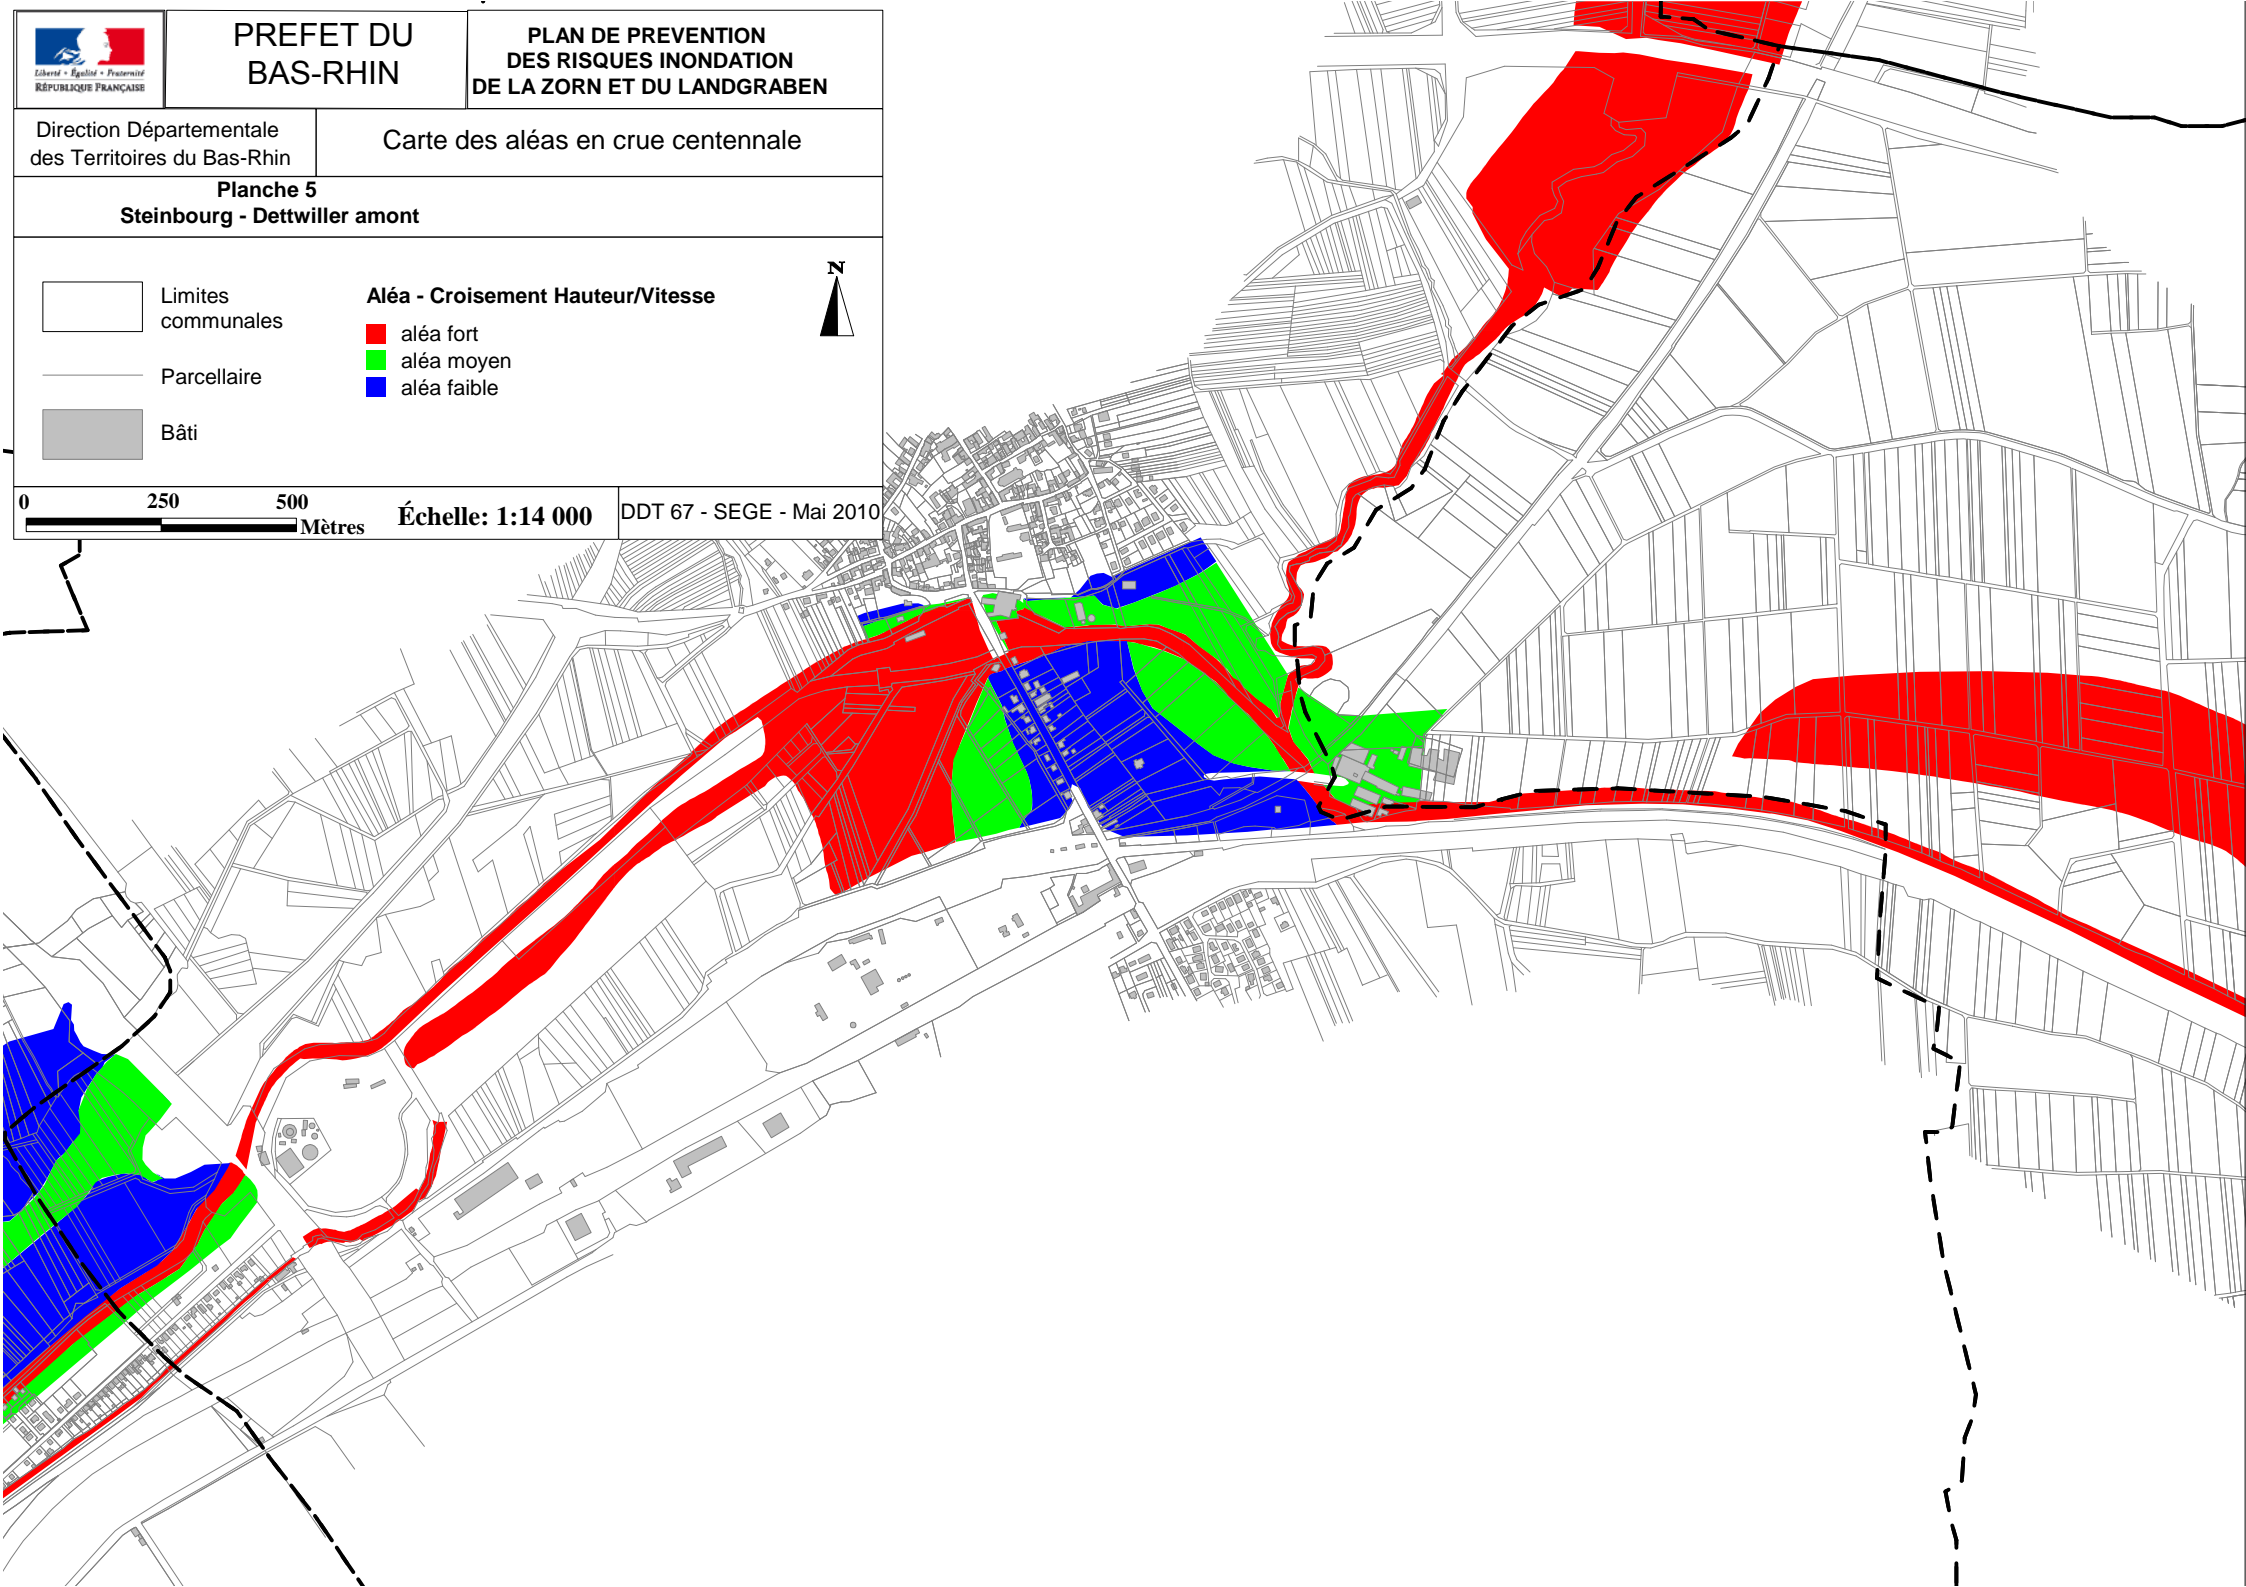 Liberté • Égalité • Fraternité
RÉPUBLIQUE FRANÇAISE
PREFET DU
BAS-RHIN
PLAN DE PREVENTION
DES RISQUES INONDATION
DE LA ZORN ET DU LANDGRABEN
Direction Départementale
des Territoires du Bas-Rhin
Carte des aléas en crue centennale
Planche 5
Steinbourg - Dettwiller amont
Limites
communales
Parcellaire
Bâti
Aléa - Croisement Hauteur/Vitesse
aléa fort
aléa moyen
aléa faible
N
0 250 500
Mètres
Échelle: 1:14 000
DDT 67 - SEGE - Mai 2010